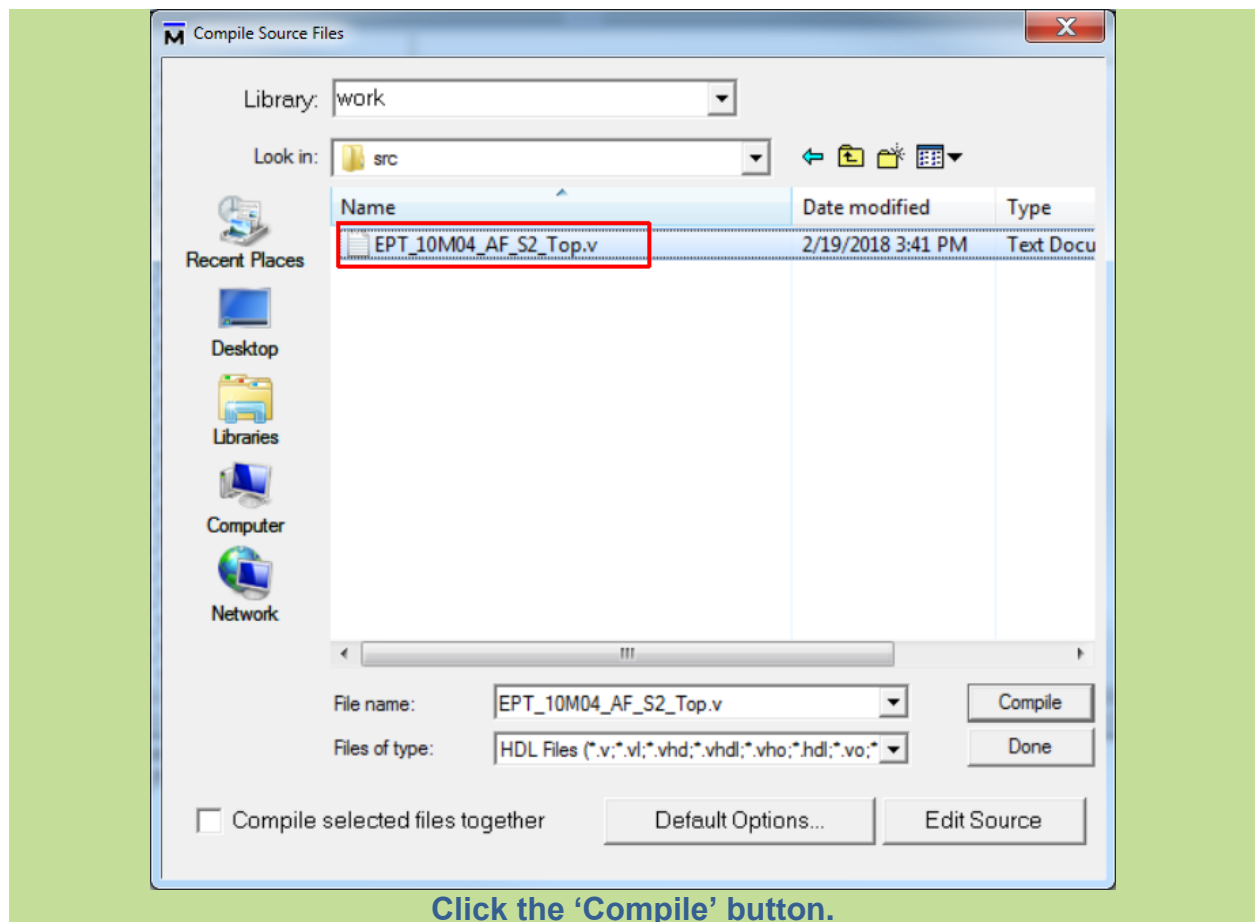 Compile Source Files
X
Library: work
Look in: src
Name Date modified Type
EPT_10M04_AF_S2_Top.v 2/19/2018 3:41 PM Text Docu
Recent Places
Desktop
Libraries
Computer
Network
File name: EPT_10M04_AF_S2_Top.v Compile
Files of type: HDL Files (*.v;*.vl;*.vhd;*.vhdl;*.vho;*.hdl;*.vo;* Done
Compile selected files together Default Options... Edit Source
Click the ‘Compile’ button.